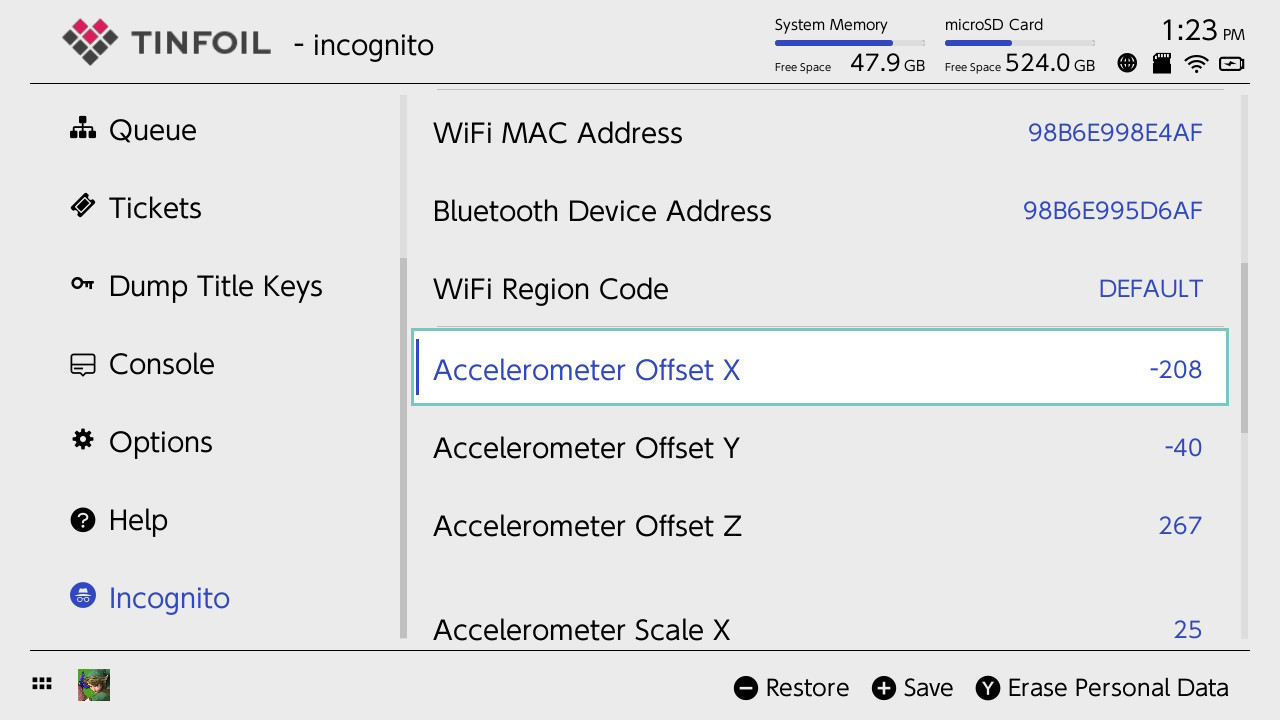 TINFOIL - incognito
System Memory
Free Space 47.9 GB
microSD Card
Free Space 524.0 GB
1:23 PM
Queue
Tickets
Dump Title Keys
Console
Options
Help
Incognito
WiFi MAC Address 98B6E998E4AF
Bluetooth Device Address 98B6E995D6AF
WiFi Region Code DEFAULT
Accelerometer Offset X -208
Accelerometer Offset Y -40
Accelerometer Offset Z 267
Accelerometer Scale X 25
Restore Save Y Erase Personal Data